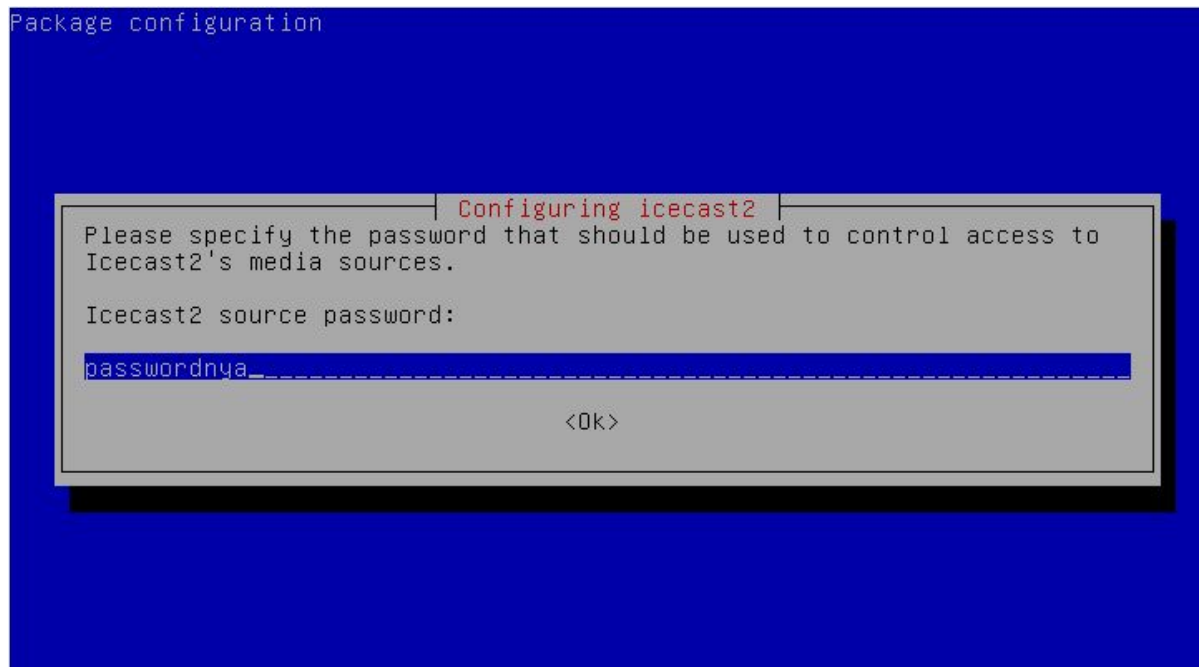 Package configuration
Configuring icecast2
Please specify the password that should be used to control access to
Icecast2's media sources.
Icecast2 source password:
passwordnya_
<Ok>